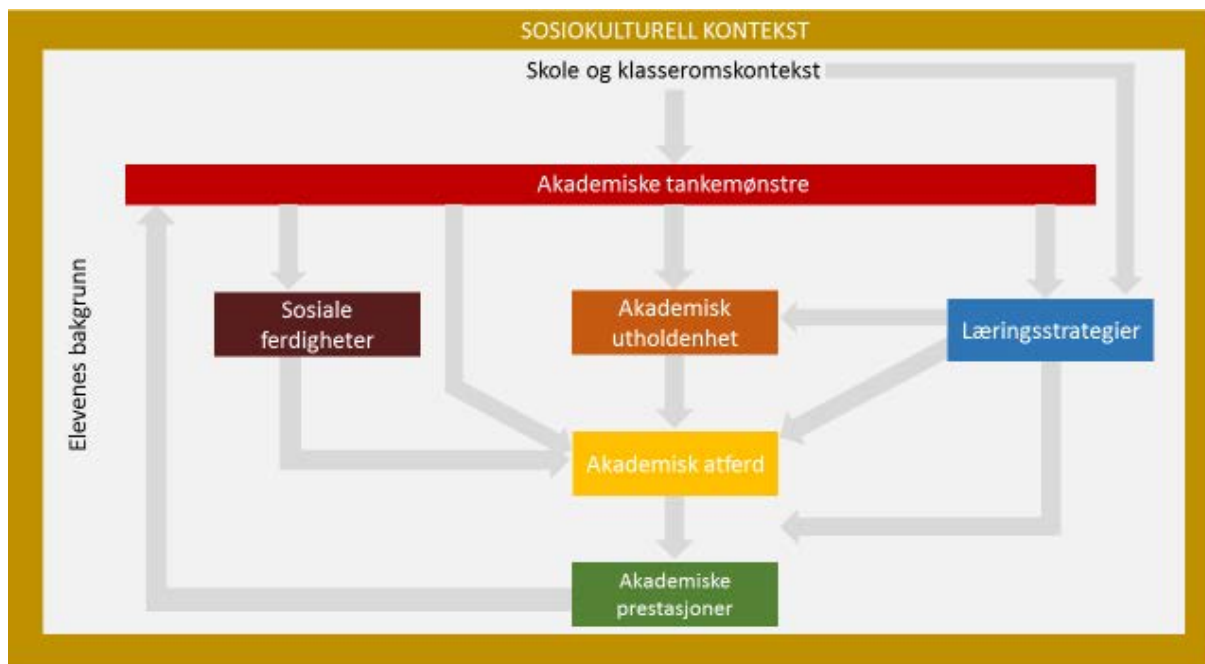 SOSIOKULTURELL KONTEKST
Skole og klasseromskontekst
Akademiske tankemønstre
Elevenes bakgrunn
Sosiale
ferdigheter
Akademisk
utholdenhet
Læringsstrategier
Akademisk atferd
Akademiske
prestasjoner